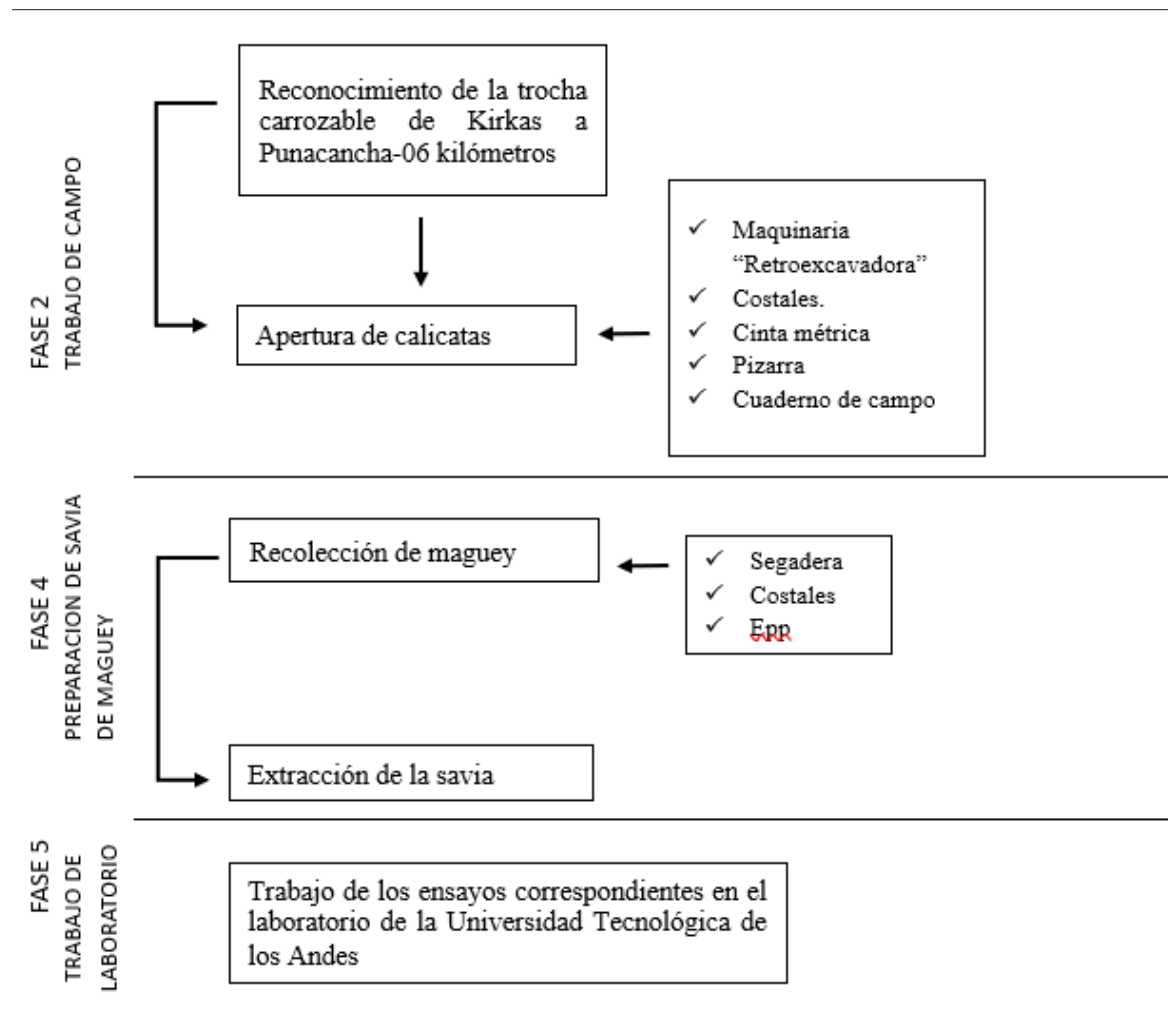 FASE 2
TRABAJO DE CAMPO
Reconocimiento de la trocha
carrozable de Kirkas a
Punacancha-06 kilómetros
Apertura de calicatas
✓ Maquinaria
“Retroexcavadora”
✓ Costales.
✓ Cinta métrica
✓ Pizarra
✓ Cuaderno de campo
FASE 4
PREPARACION DE SAVIA
DE MAGUEY
Recolección de maguey
✓ Segadera
✓ Costales
✓ Epp
Extracción de la savia
FASE 5
TRABAJO DE
LABORATORIO
Trabajo de los ensayos correspondientes en el
laboratorio de la Universidad Tecnológica de
los Andes